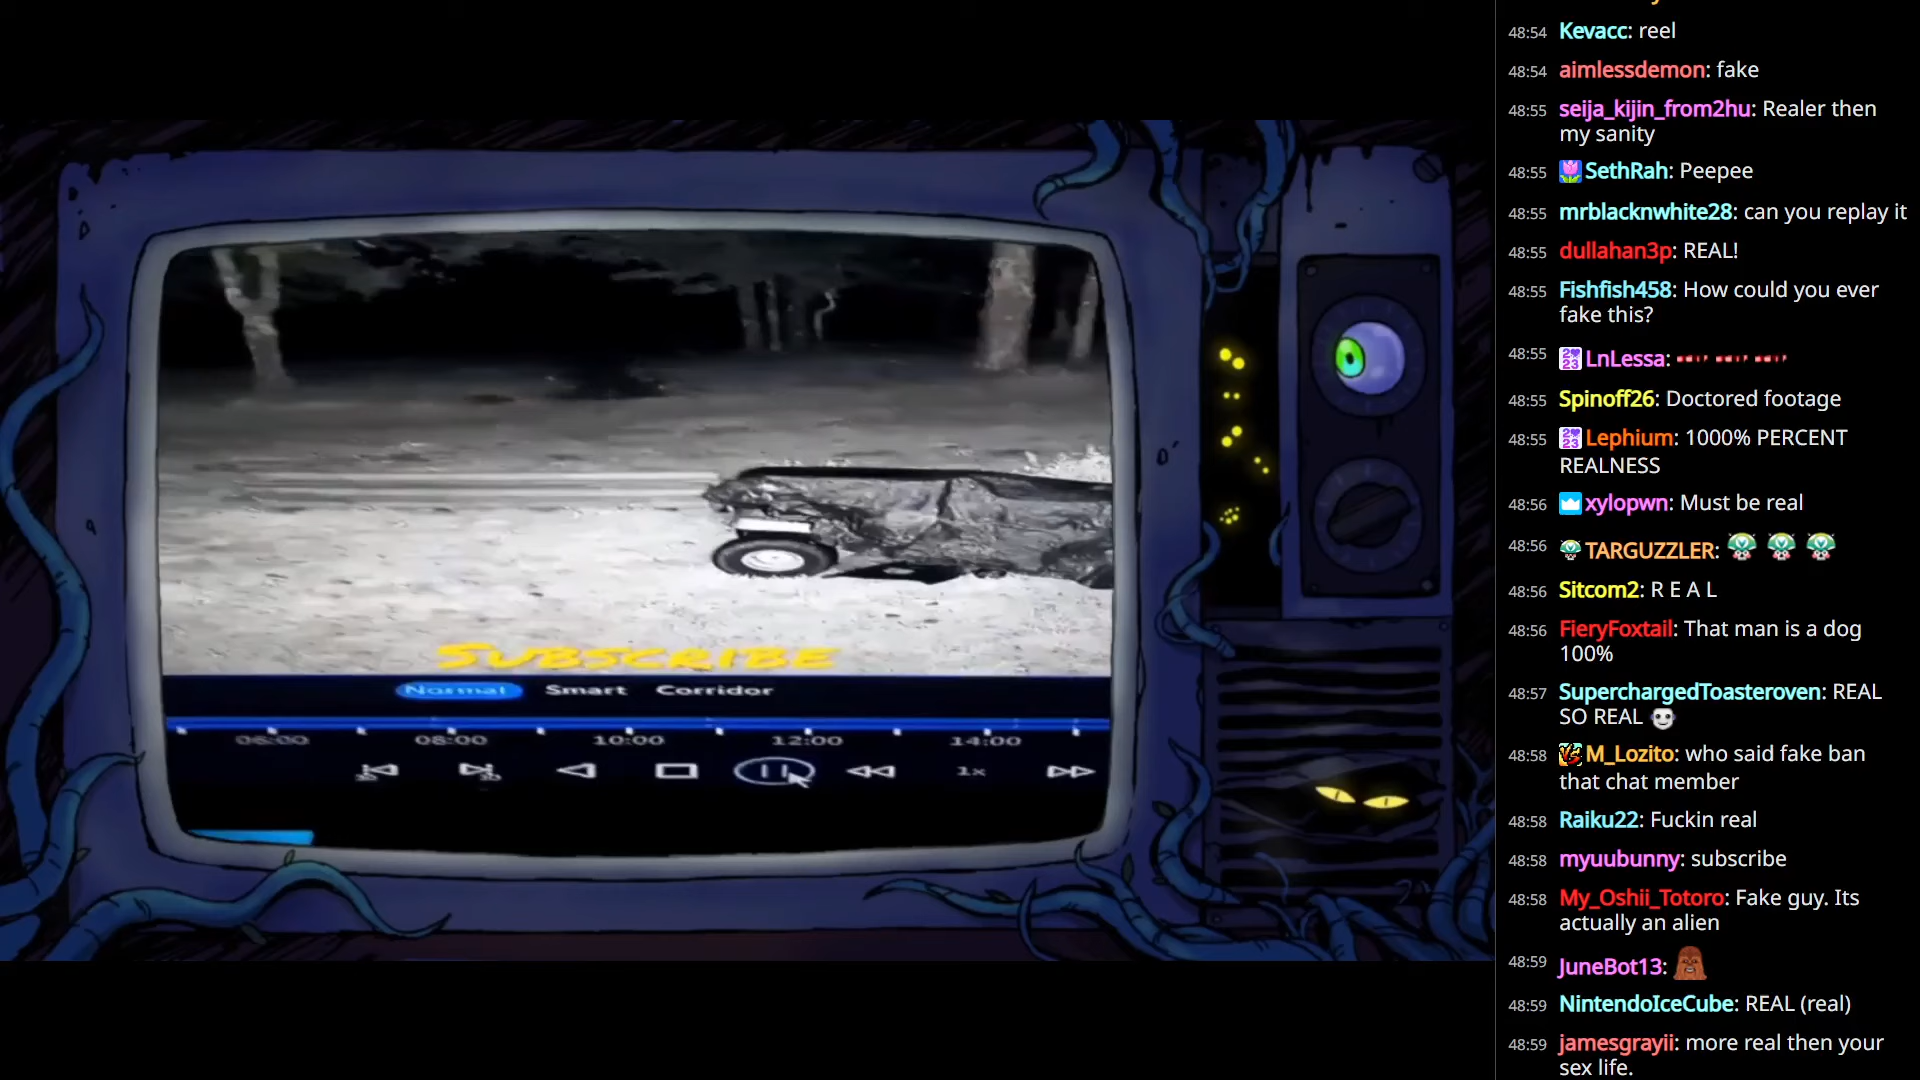 SUBSCRIBE
Normal Smart Corridor
06:00 08:00 10:00 12:00 14:00
1x
48:54 Kevacc: reel
48:54 aimlessdemon: fake
48:55 seija_kijin_from2hu: Realer then
my sanity
48:55 SethRah: Peepee
48:55 mrblacknwhite28: can you replay it
48:55 dullahan3p: REAL!
48:55 Fishfish458: How could you ever
fake this?
48:55 LnLessa:
48:55 Spinoff26: Doctored footage
48:55 Lephium: 1000% PERCENT
REALNESS
48:56 xylopwn: Must be real
48:56 TARGUZZLER:
48:56 Sitcom2: R E A L
48:56 FieryFoxtail: That man is a dog
100%
48:57 SuperchargedToasteroven: REAL
SO REAL
48:58 M_Lozito: who said fake ban
that chat member
48:58 Raiku22: Fuckin real
48:58 myuubunny: subscribe
48:58 My_Oshii_Totoro: Fake guy. Its
actually an alien
48:59 JuneBot13:
48:59 NintendoIceCube: REAL (real)
48:59 jamesgrayii: more real then your
sex life.